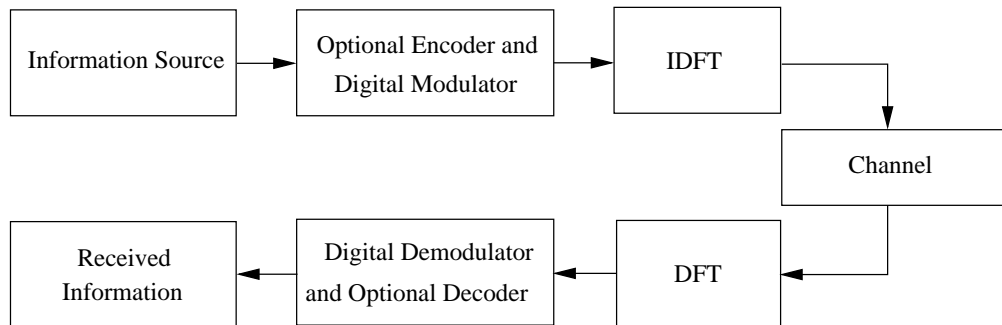 Information Source
Optional Encoder and
Digital Modulator
IDFT
Channel
DFT
Digital Demodulator
and Optional Decoder
Received
Information